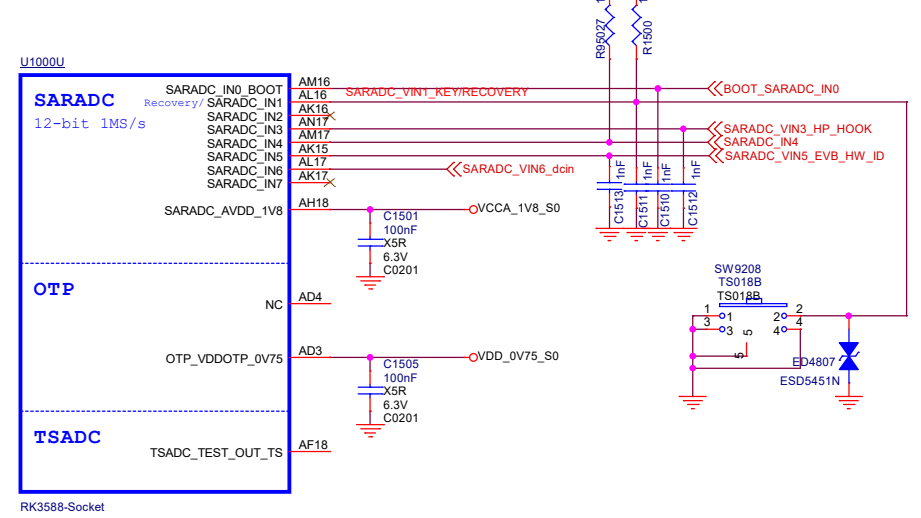 R95027
R1500
U1000U
SARADC
12-bit 1MS/s
SARADC_IN0_BOOT
Recovery/ SARADC_IN1
SARADC_IN2
SARADC_IN3
SARADC_IN4
SARADC_IN5
SARADC_IN6
SARADC_IN7
SARADC_AVDD_1V8
AM16
AL16
AK16
AN17
AM17
AK15
AL17
AK17
AH18
SARADC_VIN1_KEY/RECOVERY
BOOT_SARADC_IN0
SARADC_VIN3_HP_HOOK
SARADC_IN4
SARADC_VIN5_EVB_HW_ID
SARADC_VIN6_dcin
1nF
1nF
1nF
1nF
C1513
C1511
C1510
C1512
VCCA_1V8_S0
C1501
100nF
X5R
6.3V
C0201
OTP
NC
AD4
OTP_VDDOTP_0V75
AD3
VDD_0V75_S0
C1505
100nF
X5R
6.3V
C0201
SW9208
TS018B
TS018B
1
1
2
2
3
3
4
4
5
5
ED4807
ESD5451N
TSADC
TSADC_TEST_OUT_TS
AF18
RK3588-Socket